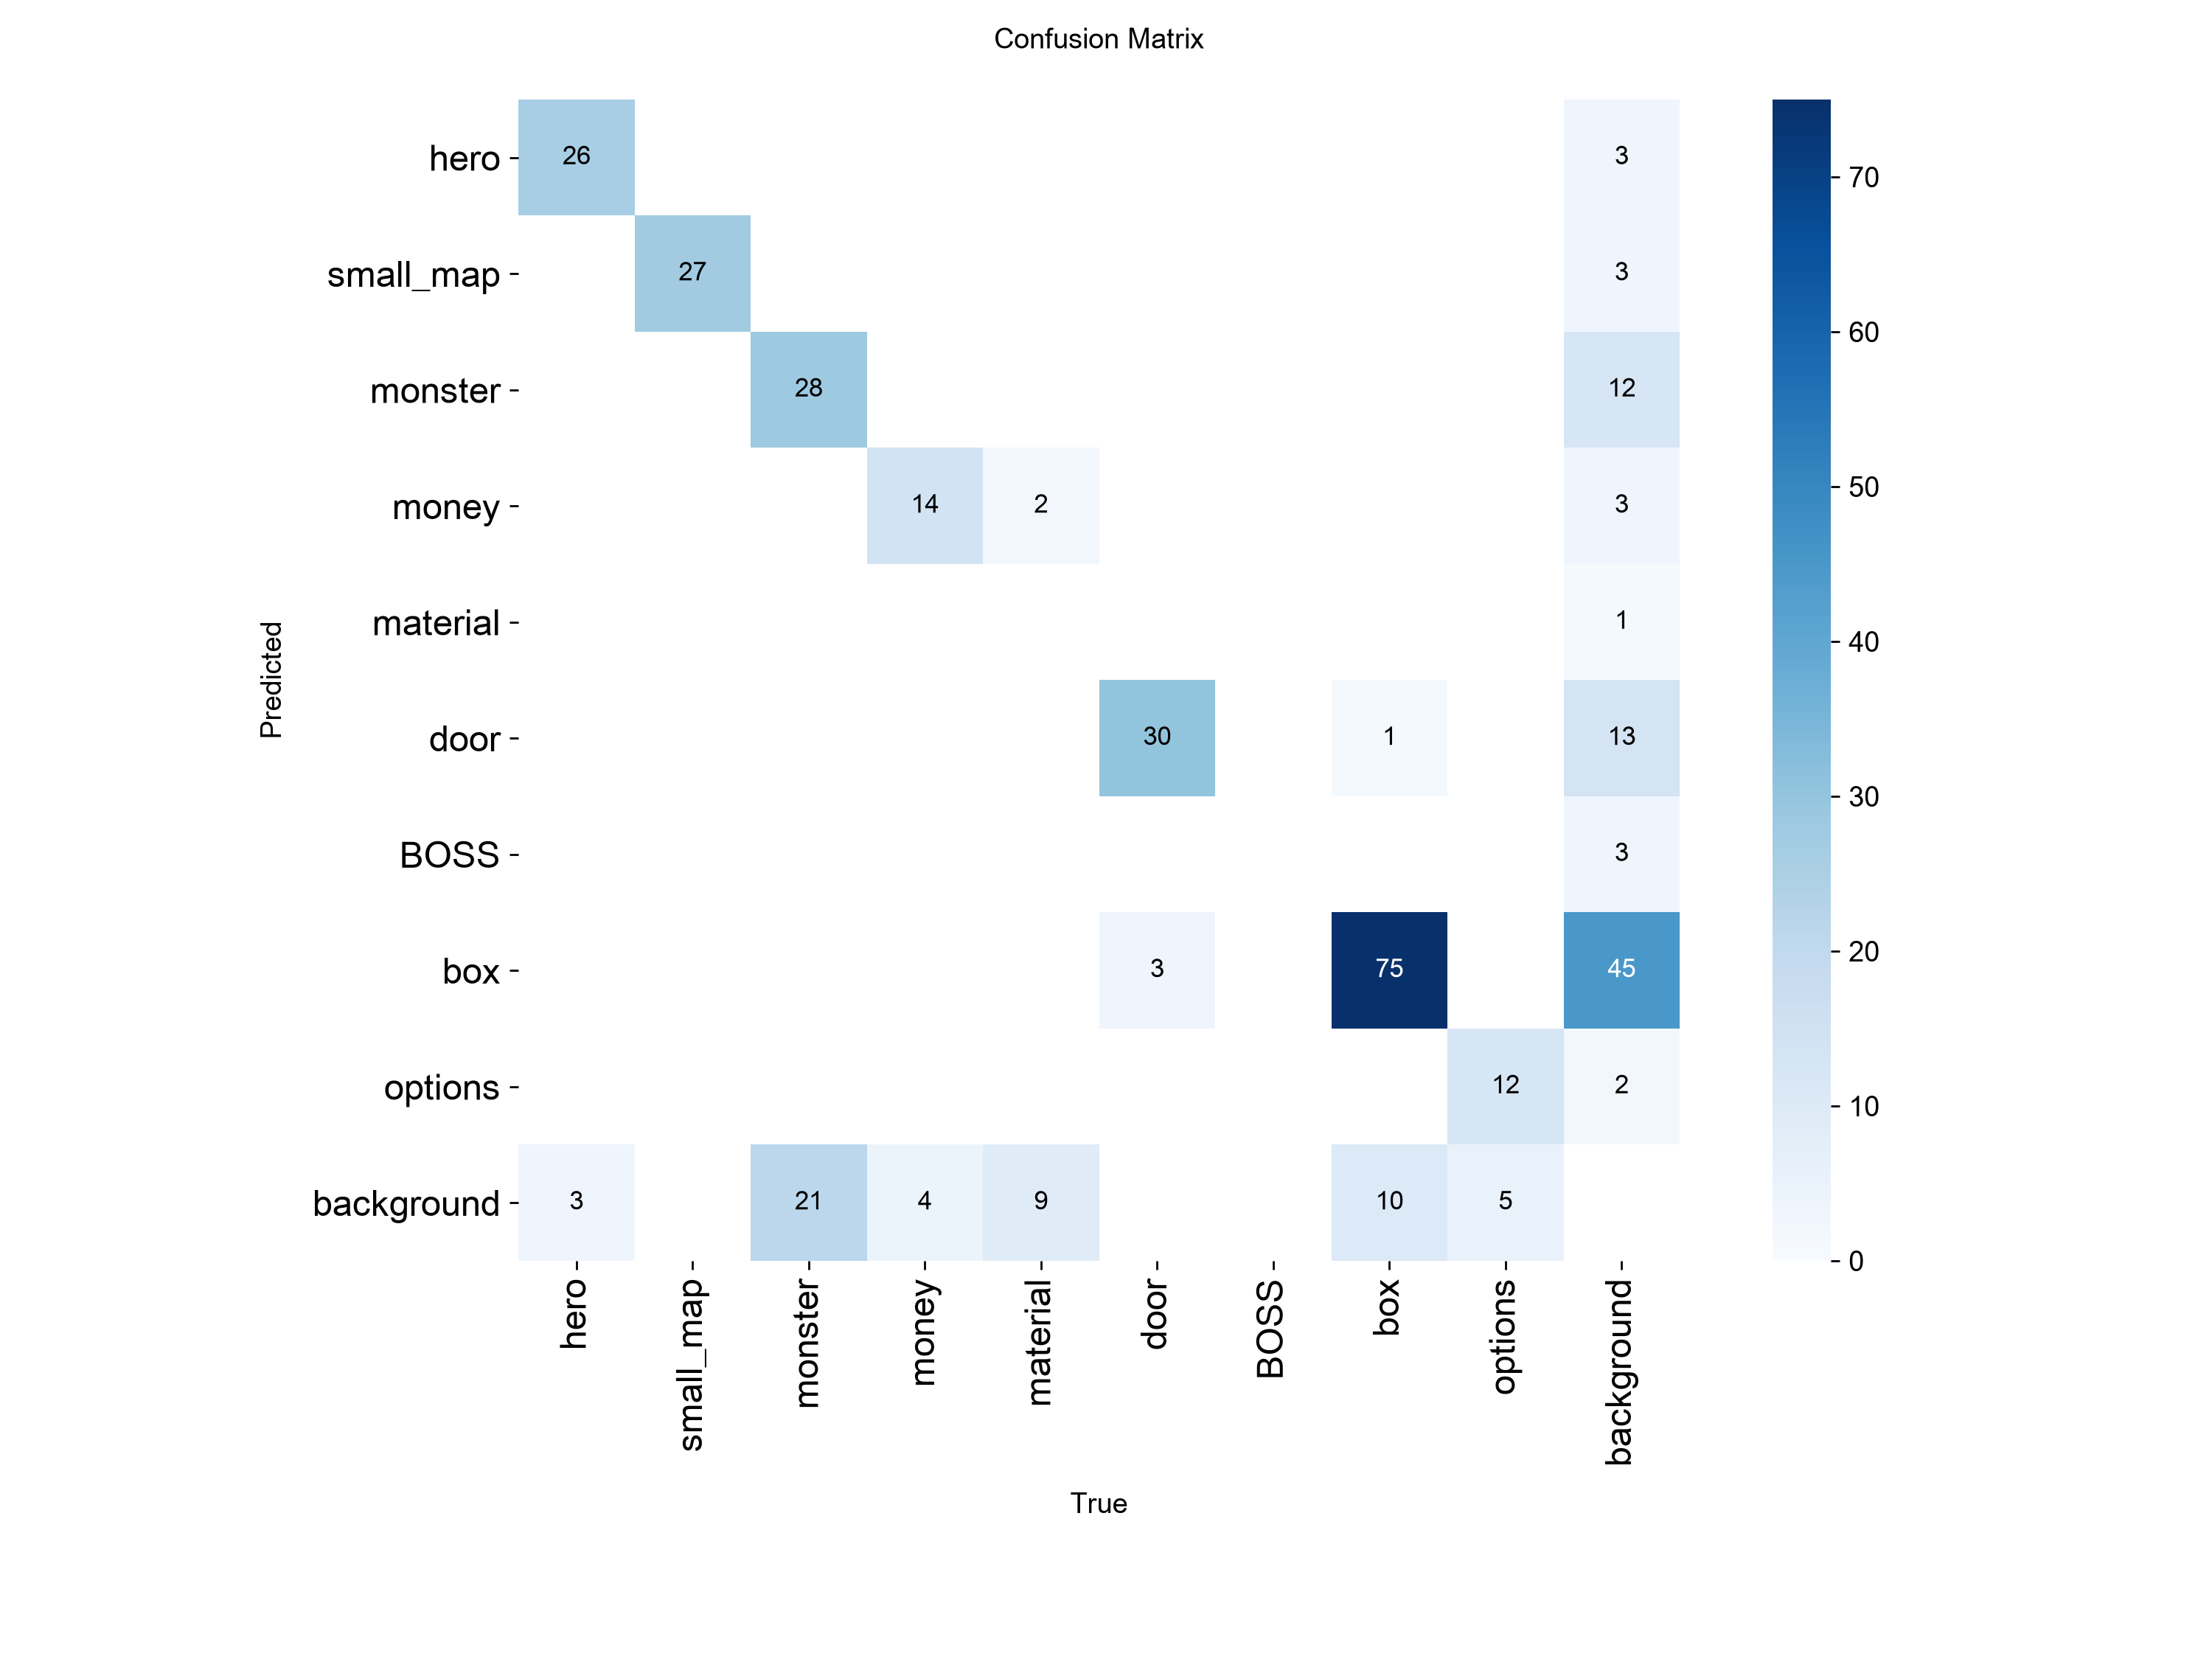 Confusion Matrix
hero 26 3
small_map 27 3
monster 28 12
money 14 2 3
material 1
door 30 1 13
BOSS 3
box 3 75 45
options 12 2
background 3 21 4 9 10 5
hero
small_map
monster
money
material
door
BOSS
box
options
background
True
Predicted
70
60
50
40
30
20
10
0